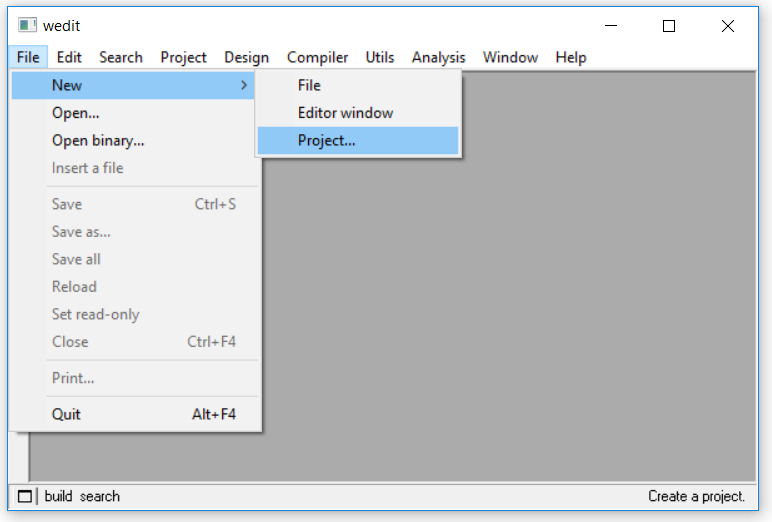 wedit
File Edit Search Project Design Compiler Utils Analysis Window Help
New > File
Open... Editor window
Open binary... Project...
Insert a file
Save Ctrl+S
Save as...
Save all
Reload
Set read-only
Close Ctrl+F4
Print...
Quit Alt+F4
build search Create a project.